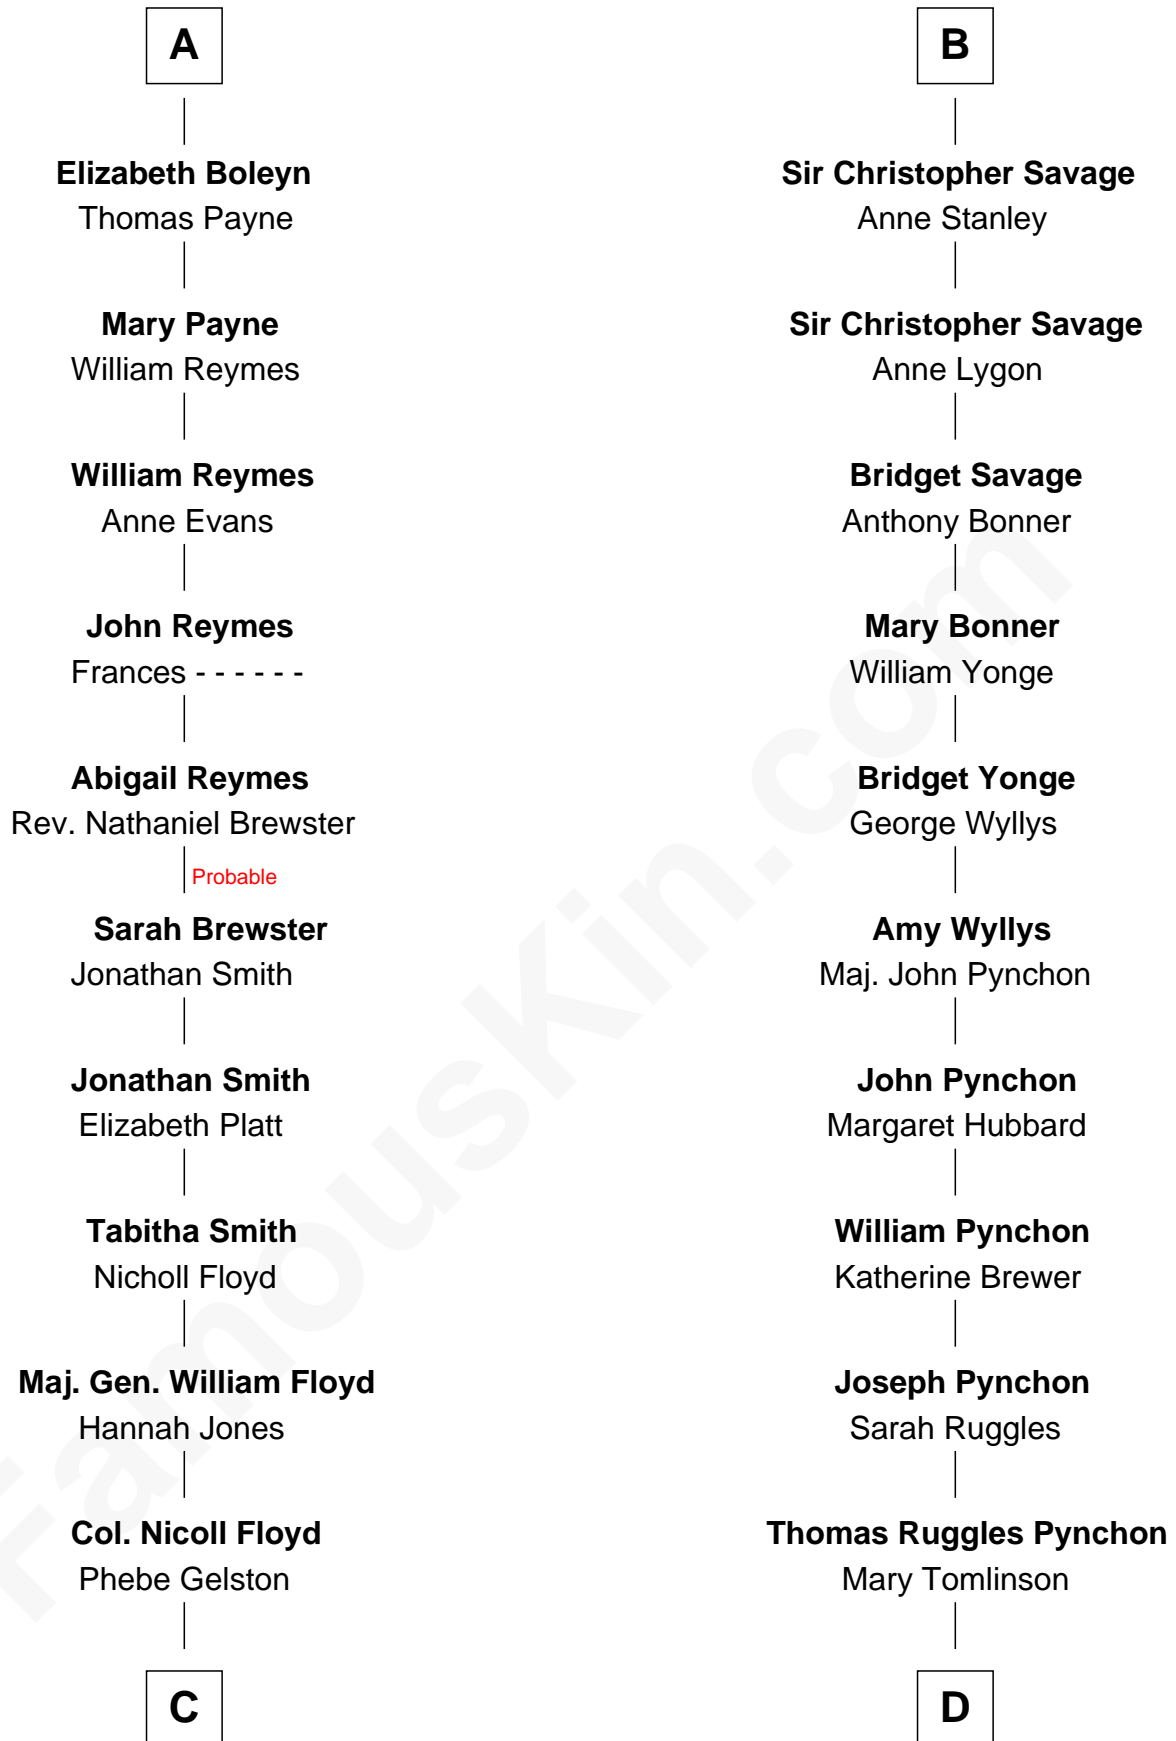 A
Elizabeth Boleyn
Thomas Payne
Mary Payne
William Reymes
William Reymes
Anne Evans
John Reymes
Frances - - - - - -
Abigail Reymes
Rev. Nathaniel Brewster
Probable
Sarah Brewster
Jonathan Smith
Jonathan Smith
Elizabeth Platt
Tabitha Smith
Nicholl Floyd
Maj. Gen. William Floyd
Hannah Jones
Col. Nicoll Floyd
Phebe Gelston
C
B
Sir Christopher Savage
Anne Stanley
Sir Christopher Savage
Anne Lygon
Bridget Savage
Anthony Bonner
Mary Bonner
William Yonge
Bridget Yonge
George Wyllys
Amy Wyllys
Maj. John Pynchon
John Pynchon
Margaret Hubbard
William Pynchon
Katherine Brewer
Joseph Pynchon
Sarah Ruggles
Thomas Ruggles Pynchon
Mary Tomlinson
D
FamousKin.com